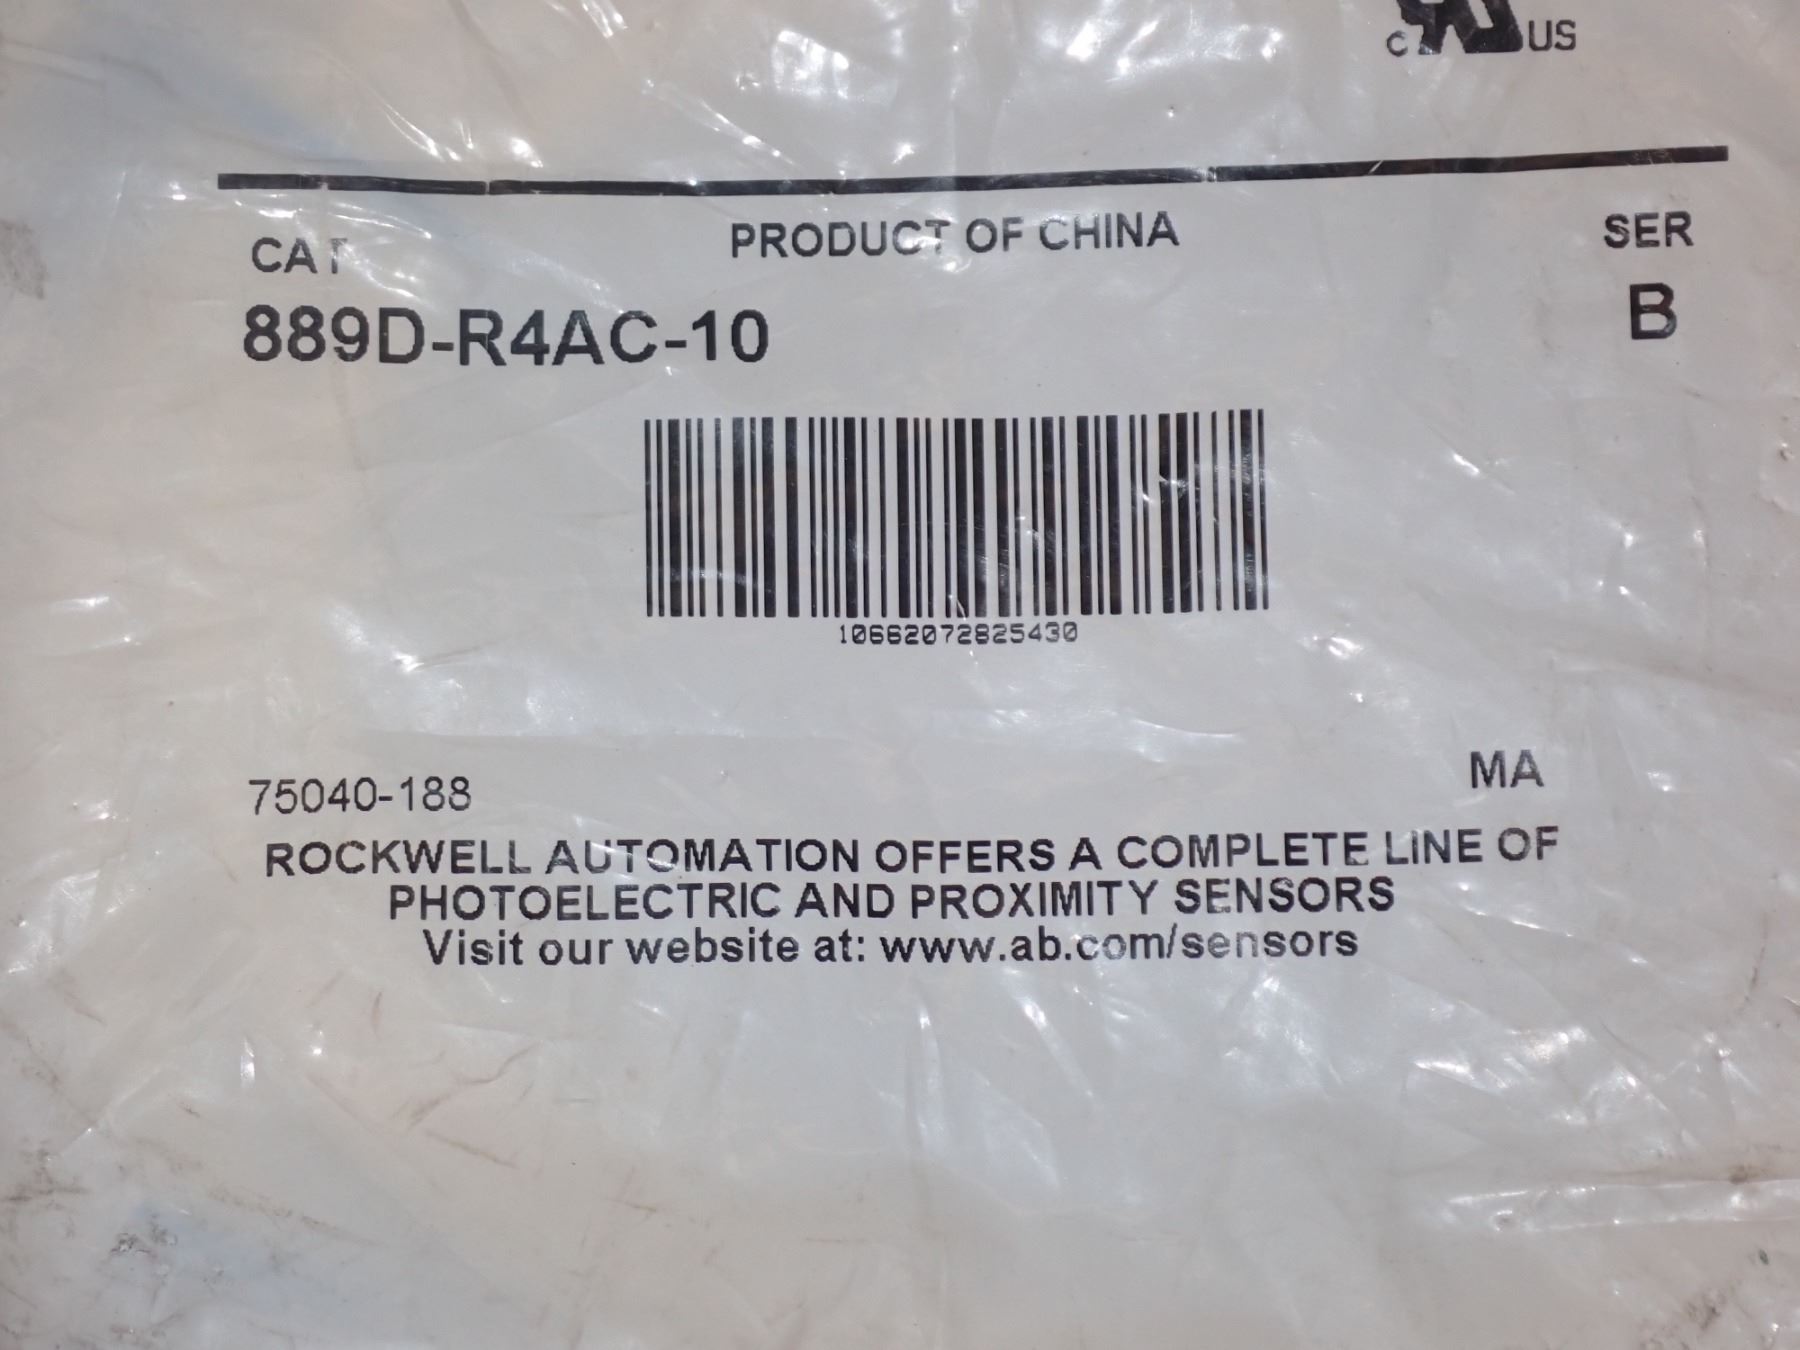 c US
CAT PRODUCT OF CHINA SER
889D-R4AC-10 B
10662072825430
75040-188 MA
ROCKWELL AUTOMATION OFFERS A COMPLETE LINE OF
PHOTOELECTRIC AND PROXIMITY SENSORS
Visit our website at: www.ab.com/sensors